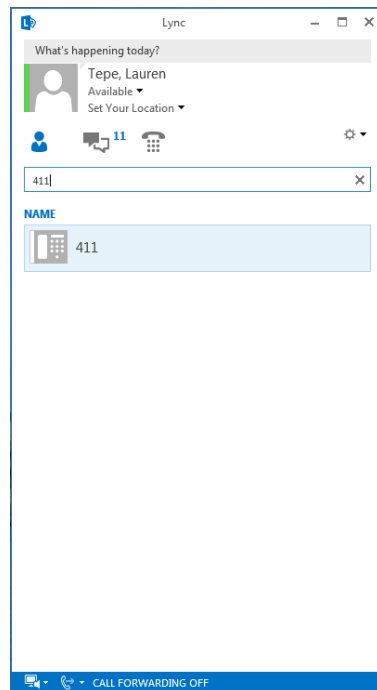 Lync
What's happening today?
Tepe, Lauren
Available
Set Your Location
11
411
NAME
411
CALL FORWARDING OFF